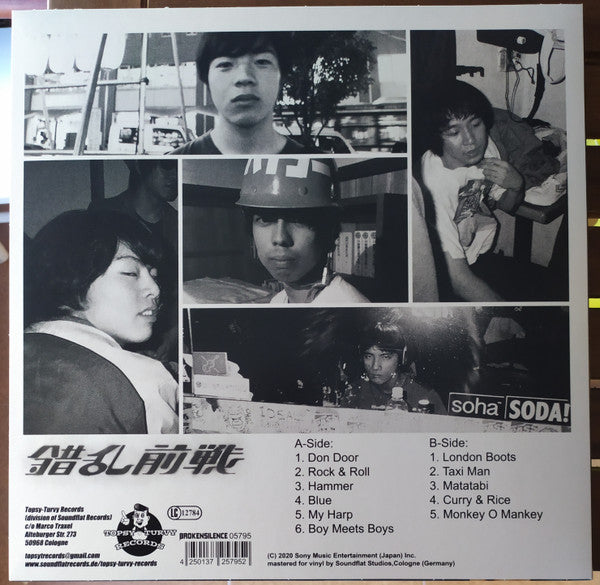 soha SODA!
錯乱前戦
A-Side:
1. Don Door
2. Rock & Roll
3. Hammer
4. Blue
5. My Harp
6. Boy Meets Boys
B-Side:
1. London Boots
2. Taxi Man
3. Matatabi
4. Curry & Rice
5. Monkey O Mankey
Topsy-Turvy Records
(division of Soundflat Records)
c/o Marco Traxel
Alteburger Str. 273
50968 Cologne
topsytrecords@gmail.com
www.soundflatrecords.de/topsy-turvy-records
TOPSY TURVY
RECORDS
LC 12784
BROKENSILENCE 05795
4 250137 257952
(C) 2020 Sony Music Entertainment (Japan) Inc.
mastered for vinyl by Soundflat Studios,Cologne (Germany)